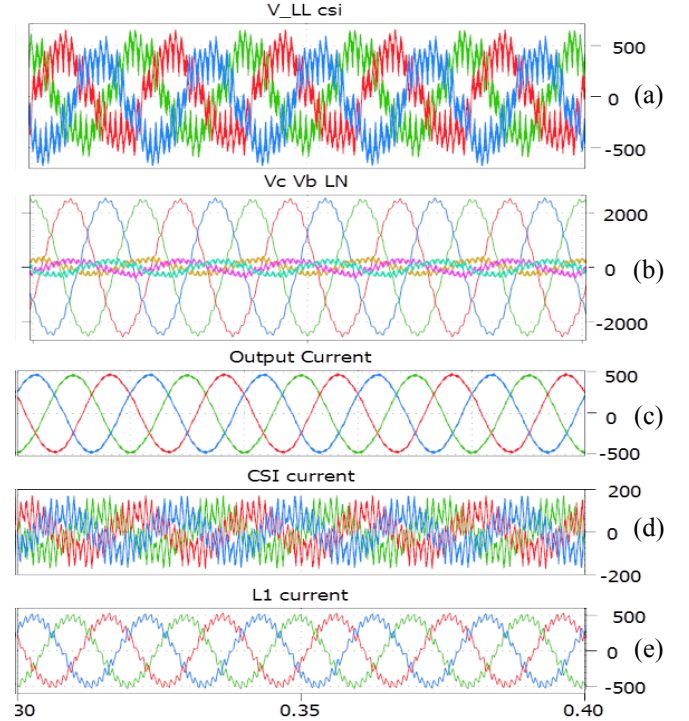 V_LL csi
500
0
-500
(a)
Vc Vb LN
2000
0
-2000
(b)
Output Current
500
0
-500
(c)
CSI current
200
0
-200
(d)
L1 current
500
0
-500
(e)
30
0.35
0.40